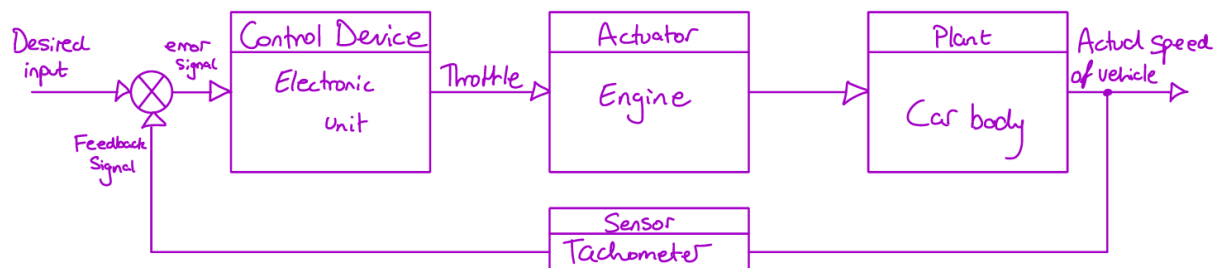 Desired
input
error
signal
Feedback
Signal
Control Device
Electronic
unit
Throttle
Actuator
Engine
Plant
Car body
Actual speed
of vehicle
Sensor
Tachometer